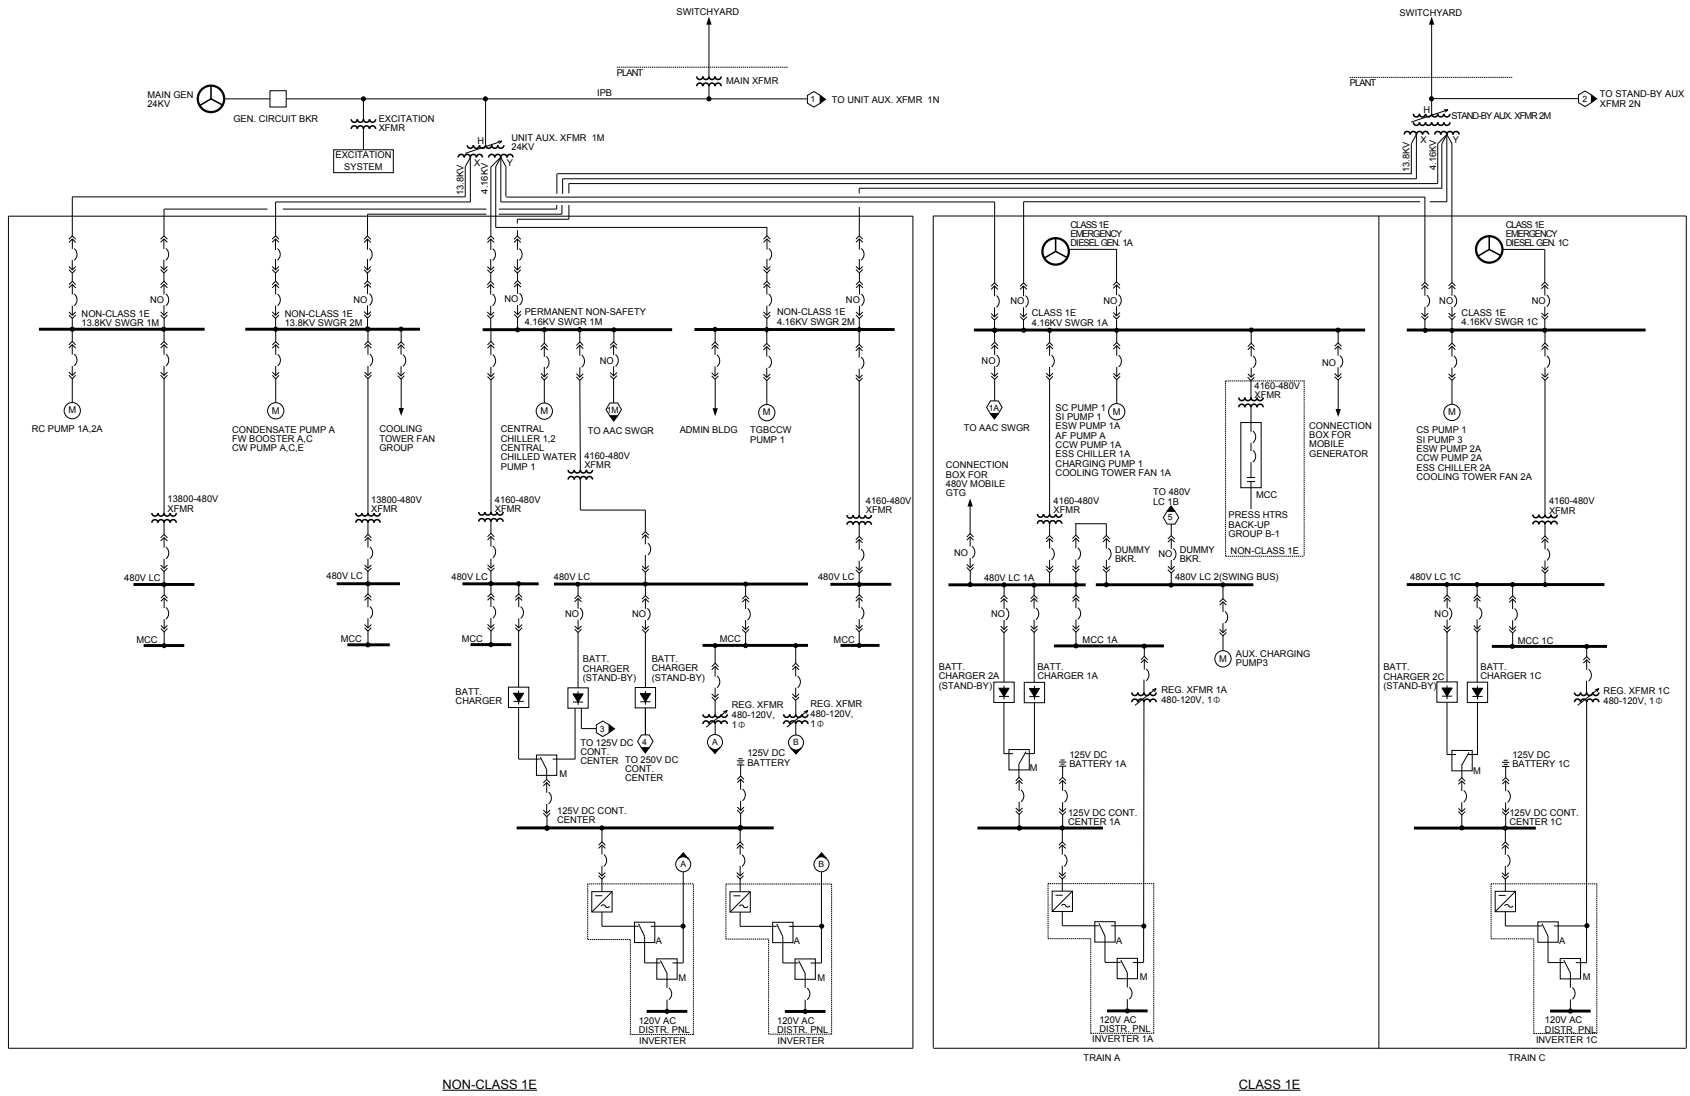 SWITCHYARD
SWITCHYARD
PLANT
MAIN XFMR
PLANT
MAIN GEN
24KV
GEN. CIRCUIT BKR
IPB
1
TO UNIT AUX. XFMR 1N
EXCITATION
XFMR
EXCITATION
SYSTEM
H
UNIT AUX. XFMR 1M
24KV
X
Y
13.8KV
4.16KV
2
TO STAND-BY AUX
XFMR 2N
H
STAND-BY AUX. XFMR 2M
X
Y
13.8KV
4.16KV
NO
NON-CLASS 1E
13.8KV SWGR 1M
NO
NON-CLASS 1E
13.8KV SWGR 2M
NO
PERMANENT NON-SAFETY
4.16KV SWGR 1M
NO
NON-CLASS 1E
4.16KV SWGR 2M
CLASS 1E
EMERGENCY
DIESEL GEN. 1A
NO
NO
CLASS 1E
4.16KV SWGR 1A
CLASS 1E
EMERGENCY
DIESEL GEN. 1C
NO
NO
CLASS 1E
4.16KV SWGR 1C
M
RC PUMP 1A,2A
M
CONDENSATE PUMP A
FW BOOSTER A,C
CW PUMP A,C,E
COOLING
TOWER FAN
GROUP
M
CENTRAL
CHILLER 1,2
CENTRAL
CHILLED WATER
PUMP 1
NO
1M
TO AAC SWGR
4160-480V
XFMR
ADMIN BLDG
M
TGBCCW
PUMP 1
NO
1A
TO AAC SWGR
M
SC PUMP 1
SI PUMP 1
ESW PUMP 1A
AF PUMP A
CCW PUMP 1A
ESS CHILLER 1A
CHARGING PUMP 1
COOLING TOWER FAN 1A
4160-480V
XFMR
MCC
PRESS HTRS
BACK-UP
GROUP B-1
NON-CLASS 1E
NO
CONNECTION
BOX FOR
MOBILE
GENERATOR
M
CS PUMP 1
SI PUMP 3
ESW PUMP 2A
CCW PUMP 2A
ESS CHILLER 2A
COOLING TOWER FAN 2A
13800-480V
XFMR
13800-480V
XFMR
4160-480V
XFMR
4160-480V
XFMR
CONNECTION
BOX FOR
480V MOBILE
GTG
NO
4160-480V
XFMR
TO 480V
LC 1B
5
DUMMY
BKR.
NO
DUMMY
BKR.
4160-480V
XFMR
480V LC
480V LC
480V LC
480V LC
480V LC
480V LC 1A
480V LC 2(SWING BUS)
480V LC 1C
NO
NO
NO
NO
MCC
MCC
MCC
MCC
MCC
MCC 1A
MCC 1C
M
AUX. CHARGING
PUMP3
BATT.
CHARGER
BATT.
CHARGER
(STAND-BY)
BATT.
CHARGER
(STAND-BY)
REG. XFMR
480-120V,
1Φ
REG. XFMR
480-120V,
1Φ
BATT.
CHARGER 2A
(STAND-BY)
BATT.
CHARGER 1A
REG. XFMR 1A
480-120V, 1Φ
BATT.
CHARGER 2C
(STAND-BY)
BATT.
CHARGER 1C
REG. XFMR 1C
480-120V, 1Φ
3
TO 125V DC
CONT.
CENTER
4
TO 250V DC
CONT.
CENTER
A
B
M
125V DC
BATTERY
M
125V DC
BATTERY 1A
M
125V DC
BATTERY 1C
125V DC CONT.
CENTER
125V DC CONT.
CENTER 1A
125V DC CONT.
CENTER 1C
A
B
A
A
A
A
M
M
M
M
120V AC
DISTR. PNL
INVERTER
120V AC
DISTR. PNL
INVERTER
120V AC
DISTR. PNL
INVERTER 1A
120V AC
DISTR. PNL
INVERTER 1C
TRAIN A
TRAIN C
NON-CLASS 1E
CLASS 1E